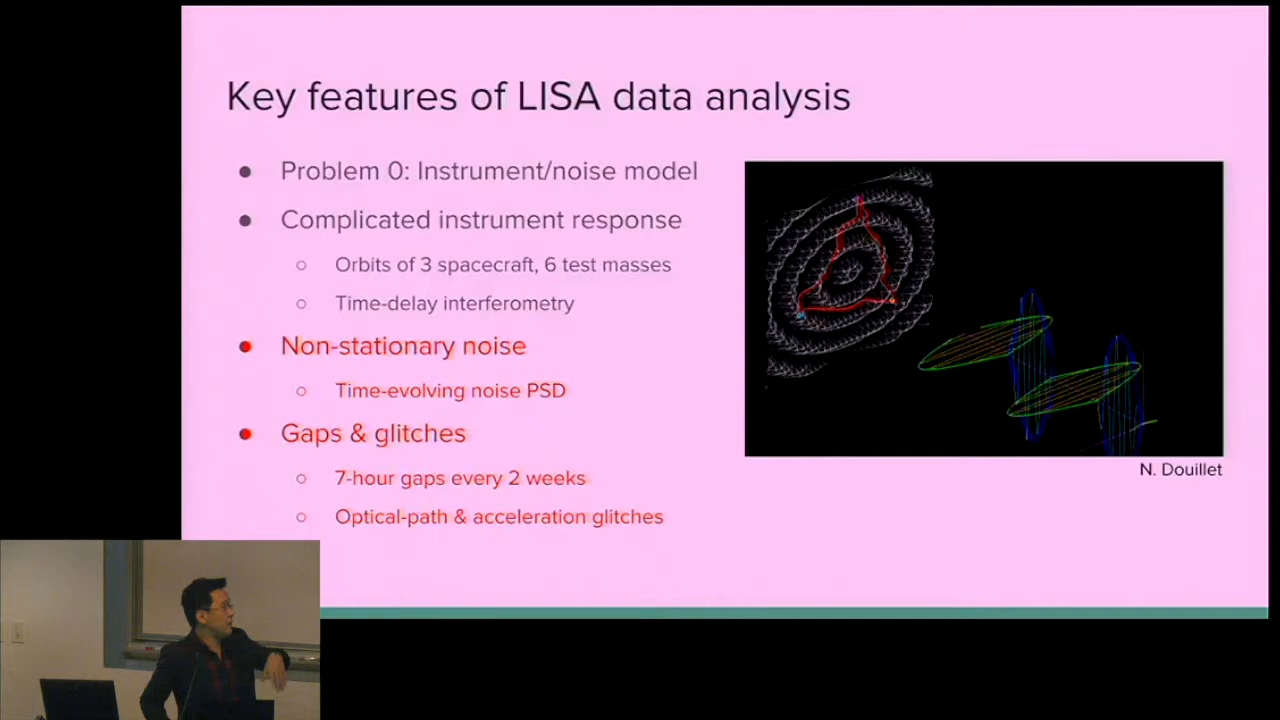 Key features of LISA data analysis
● Problem 0: Instrument/noise model
● Complicated instrument response
○ Orbits of 3 spacecraft, 6 test masses
○ Time-delay interferometry
● Non-stationary noise
○ Time-evolving noise PSD
● Gaps & glitches
○ 7-hour gaps every 2 weeks
○ Optical-path & acceleration glitches
N. Douillet